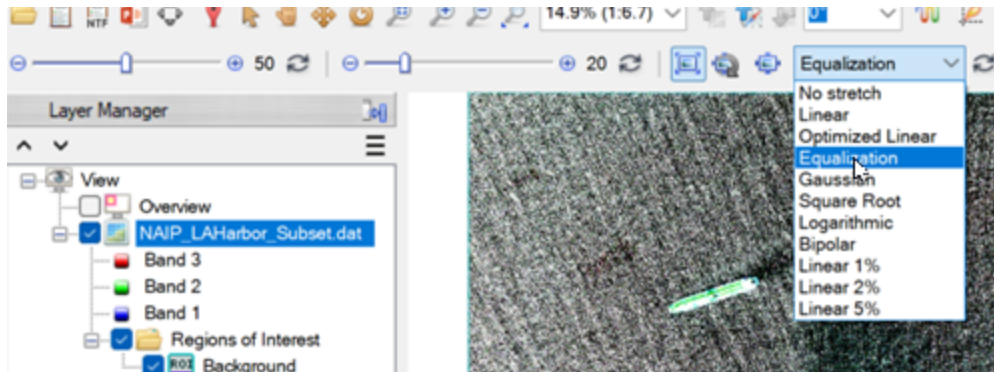 NTF
14.9% (1:6.7)
0°
50
20
Equalization
No stretch
Linear
Optimized Linear
Equalization
Gaussian
Square Root
Logarithmic
Bipolar
Linear 1%
Linear 2%
Linear 5%
Layer Manager
View
Overview
NAIP_LAHarbor_Subset.dat
Band 3
Band 2
Band 1
Regions of Interest
ROI
Background